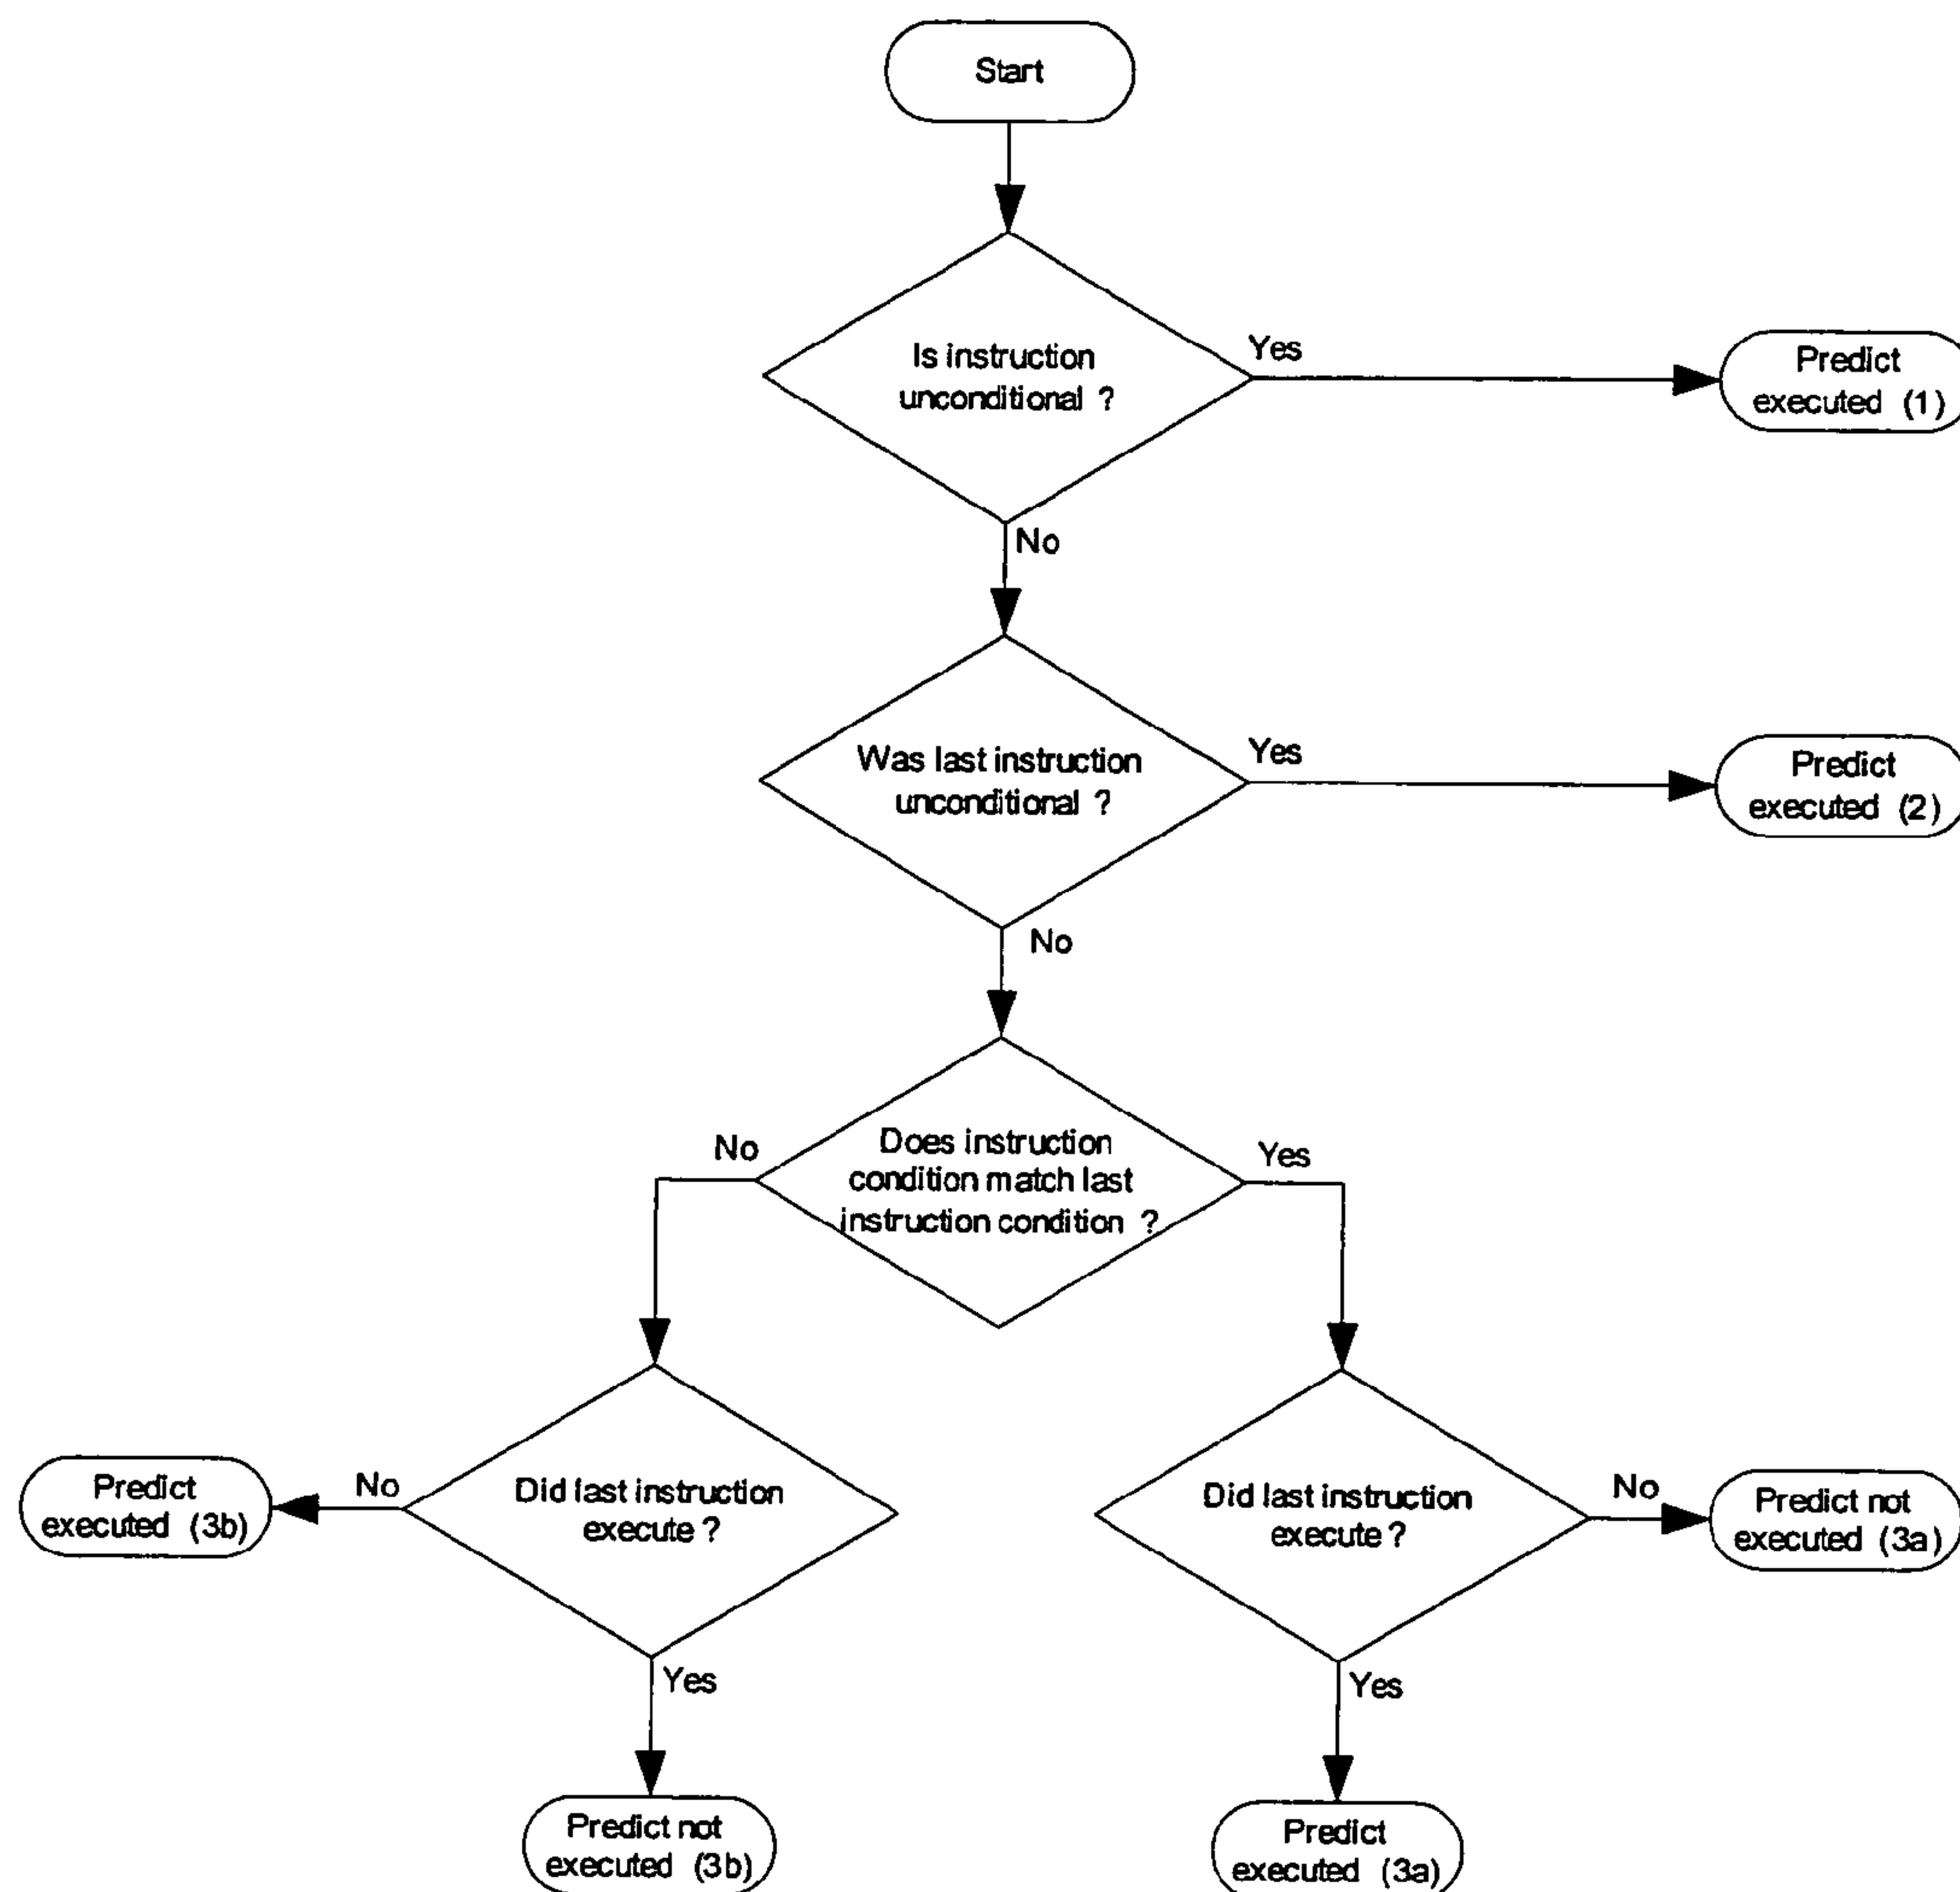 Start
Is instruction
unconditional ?
Yes
Predict
executed (1)
No
Was last instruction
unconditional ?
Yes
Predict
executed (2)
No
Does instruction
condition match last
instruction condition ?
No
Yes
Did last instruction
execute ?
No
Predict
executed (3b)
Yes
Predict not
executed (3b)
Did last instruction
execute ?
No
Predict not
executed (3a)
Yes
Predict
executed (3a)